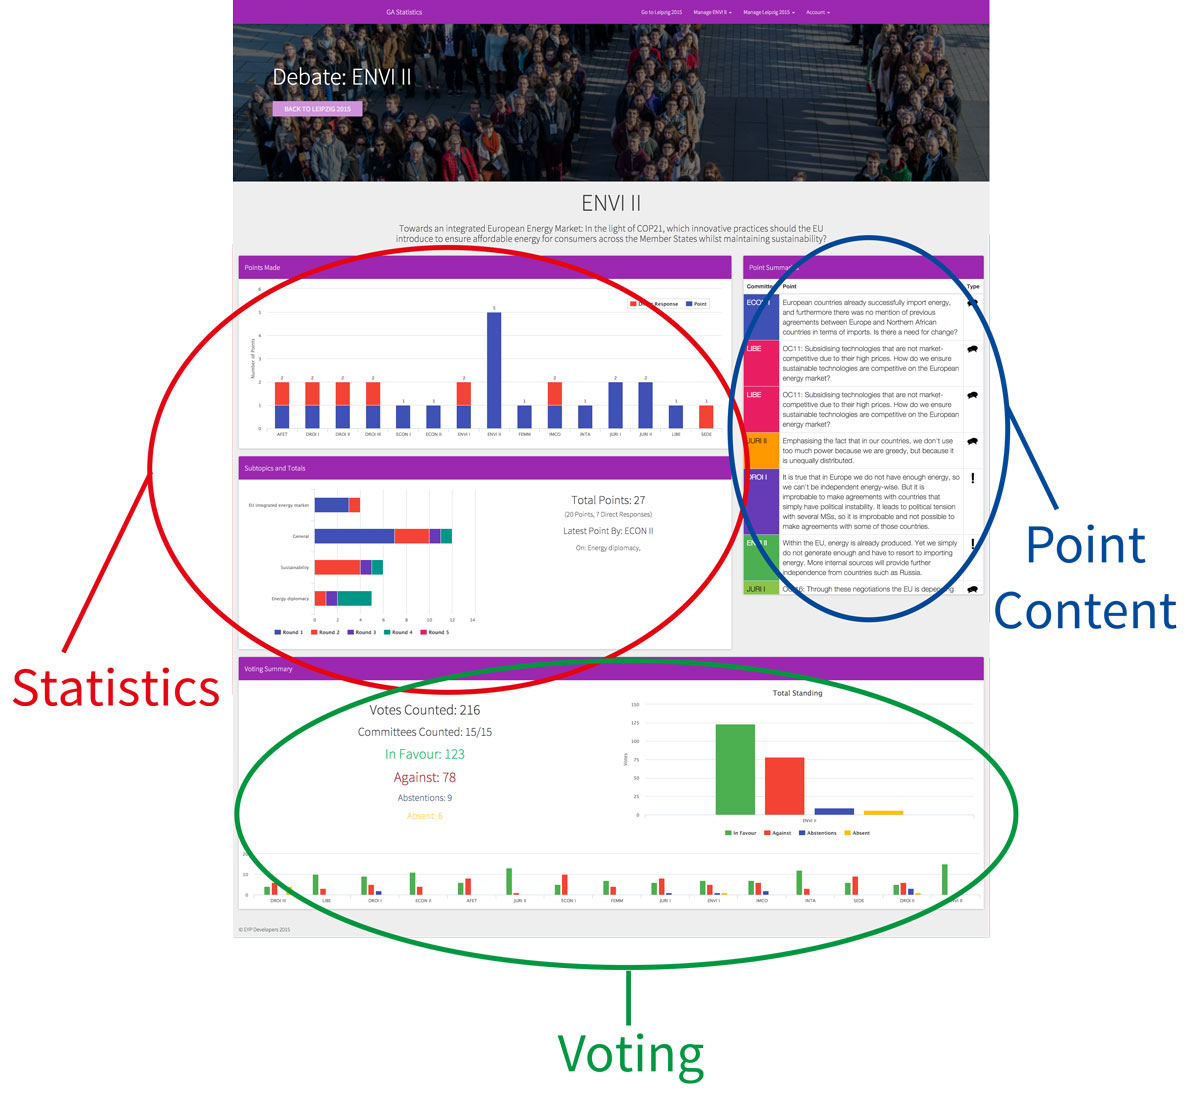 GA Statistics
Go to Leipzig 2015
Manage ENVI II
Manage Leipzig 2015
Account
Debate: ENVI II
BACK TO LEIPZIG 2015
ENVI II
Towards an integrated European Energy Market: In the light of COP21, which innovative practices should the EU
introduce to ensure affordable energy for consumers across the Member States whilst maintaining sustainability?
Points Made
Response
Point
Number of Points
6
5
4
3
2
1
0
2 2 2 2 1 1 2 5 1 2 1 2 2 1 1
AFET DROI I DROI II DROI III ECON I ECON II ENVI I ENVI II FEMM IMCO INTA JURI I JURI II LIBE SEDE
Subtopics and Totals
EU integrated energy market
General
Sustainability
Energy diplomacy
0 2 4 6 8 10 12 14
Round 1 Round 2 Round 3 Round 4 Round 5
Total Points: 27
(20 Points, 7 Direct Responses)
Latest Point By: ECON II
On: Energy diplomacy,
Point
Committee Point Type
European countries already successfully import energy,
and furthermore there was no mention of previous
agreements between Europe and Northern African
countries in terms of imports. Is there a need for change?
LIBE
OC11: Subsidising technologies that are not market-
competitive due to their high prices. How do we ensure
sustainable technologies are competitive on the European
energy market?
LIBE
OC11: Subsidising technologies that are not market-
competitive due to their high prices. How do we ensure
sustainable technologies are competitive on the European
energy market?
JURI II
Emphasising the fact that in our countries, we don't use
too much power because we are greedy, but because it
is unequally distributed.
DROI I
It is true that in Europe we do not have enough energy, so
we can't be independent energy-wise. But it is
improbable to make agreements with countries that
simply have political instability. It leads to political tension
with several MSs, so it is improbable and not possible to
make agreements with some of those countries.
Within the EU, energy is already produced. Yet we simply
do not generate enough and have to resort to importing
energy. More internal sources will provide further
independence from countries such as Russia.
JURI I
Through these negotiations the EU is depending
Voting Summary
Votes Counted: 216
Committees Counted: 15/15
In Favour: 123
Against: 78
Abstentions: 9
Absent: 6
Total Standing
Votes
150
125
100
75
50
25
0
ENVI II
In Favour Against Abstentions Absent
10
0
DROI III LIBE DROI I ECON II AFET JURI II ECON I FEMM JURI I ENVI I IMCO INTA SEDE DROI II ENVI II
© EYP Developers 2015
Statistics
Point
Content
Voting